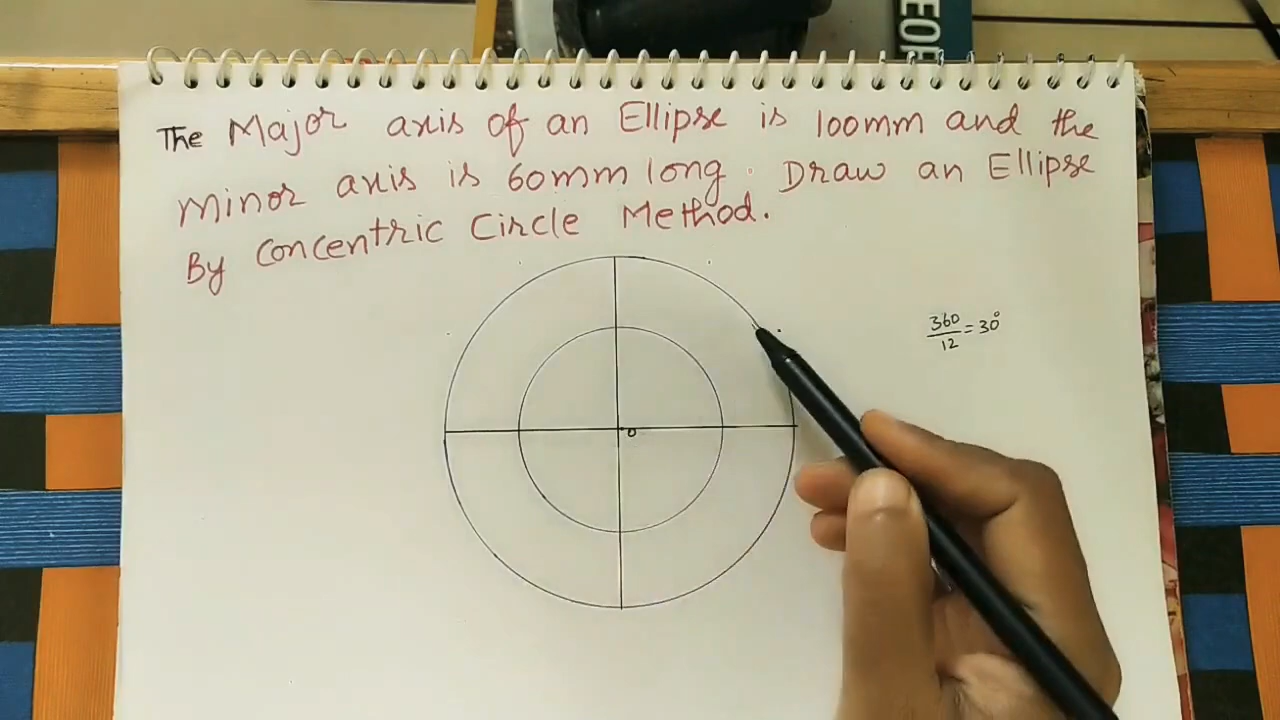 The Major axis of an Ellipse is 100mm and the
minor axis is 60mm long. Draw an Ellipse
By Concentric Circle Method.
360/12 = 30°
O